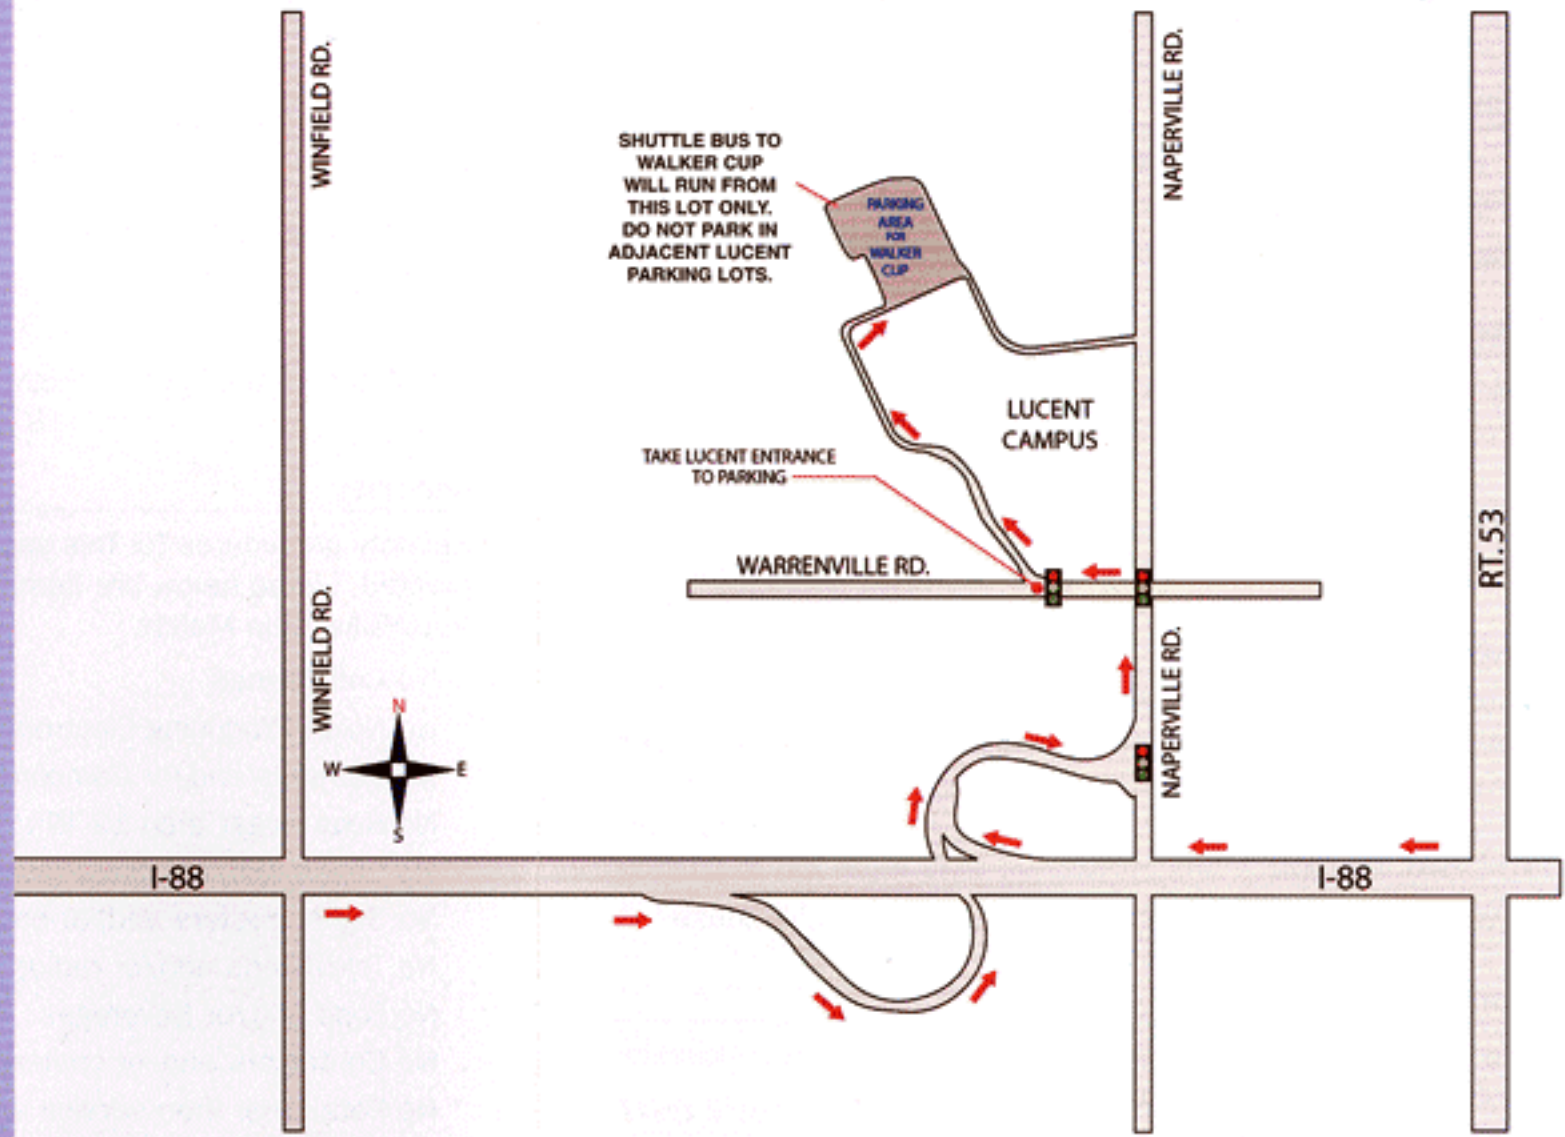 WINFIELD RD.
NAPERVILLE RD.
SHUTTLE BUS TO
WALKER CUP
WILL RUN FROM
THIS LOT ONLY.
DO NOT PARK IN
ADJACENT LUCENT
PARKING LOTS.
PARKING
AREA
FOR
WALKER
CUP
LUCENT
CAMPUS
TAKE LUCENT ENTRANCE
TO PARKING
RT. 53
WARRENVILLE RD.
WINFIELD RD.
NAPERVILLE RD.
N
W
E
S
I-88
I-88